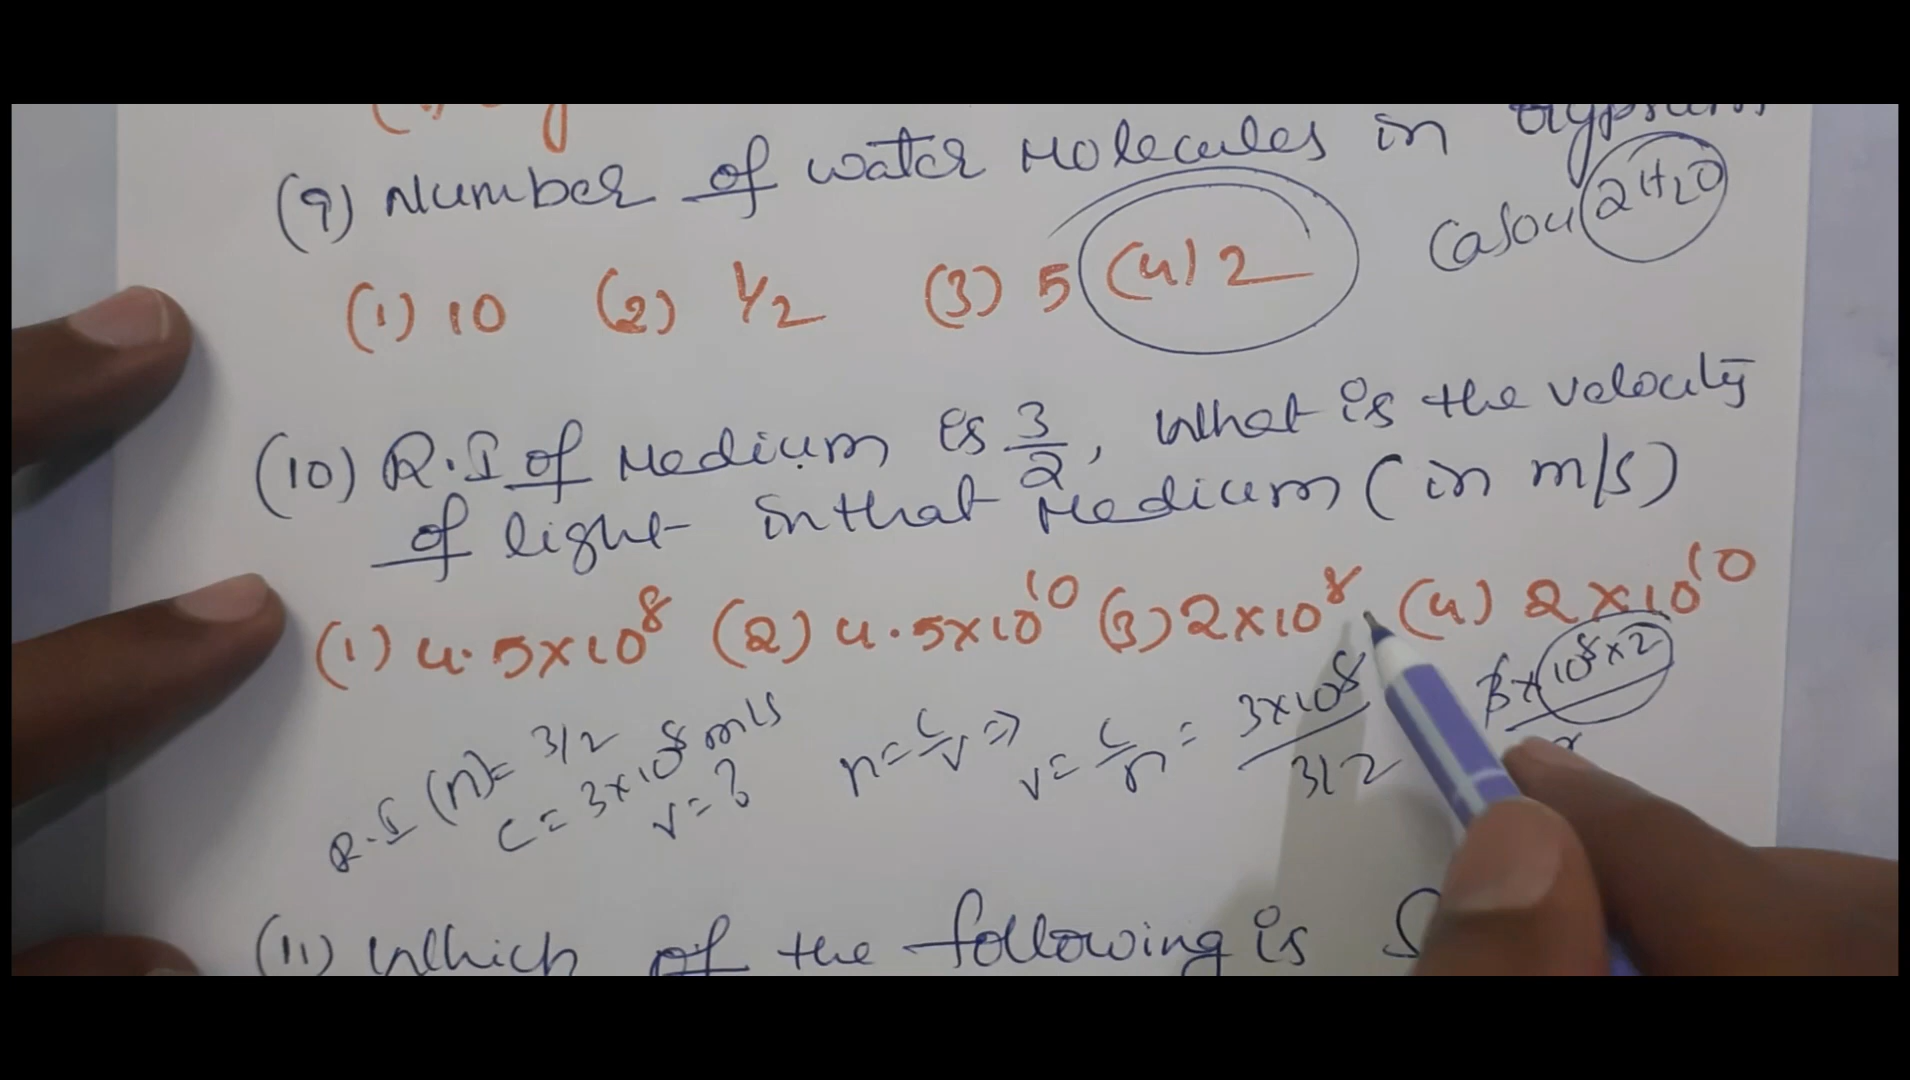 (9) Number of water Molecules in Gypsum
CaSO4 2H2O
(1) 10 (2) 1/2 (3) 5 (4) 2
(10) R.I of Medium is 3/2, What is the velocity
of light in that Medium (in m/s)
(1) 4.5×10^8 (2) 4.5×10^10 (3) 2×10^8 (4) 2×10^10
R.I (n) = 3/2
C = 3×10^8 m/s
v = ?
n = c/v ⇒
v = c/n = 3×10^8 / 3/2
3×10^8×2
(11) Which of the following is